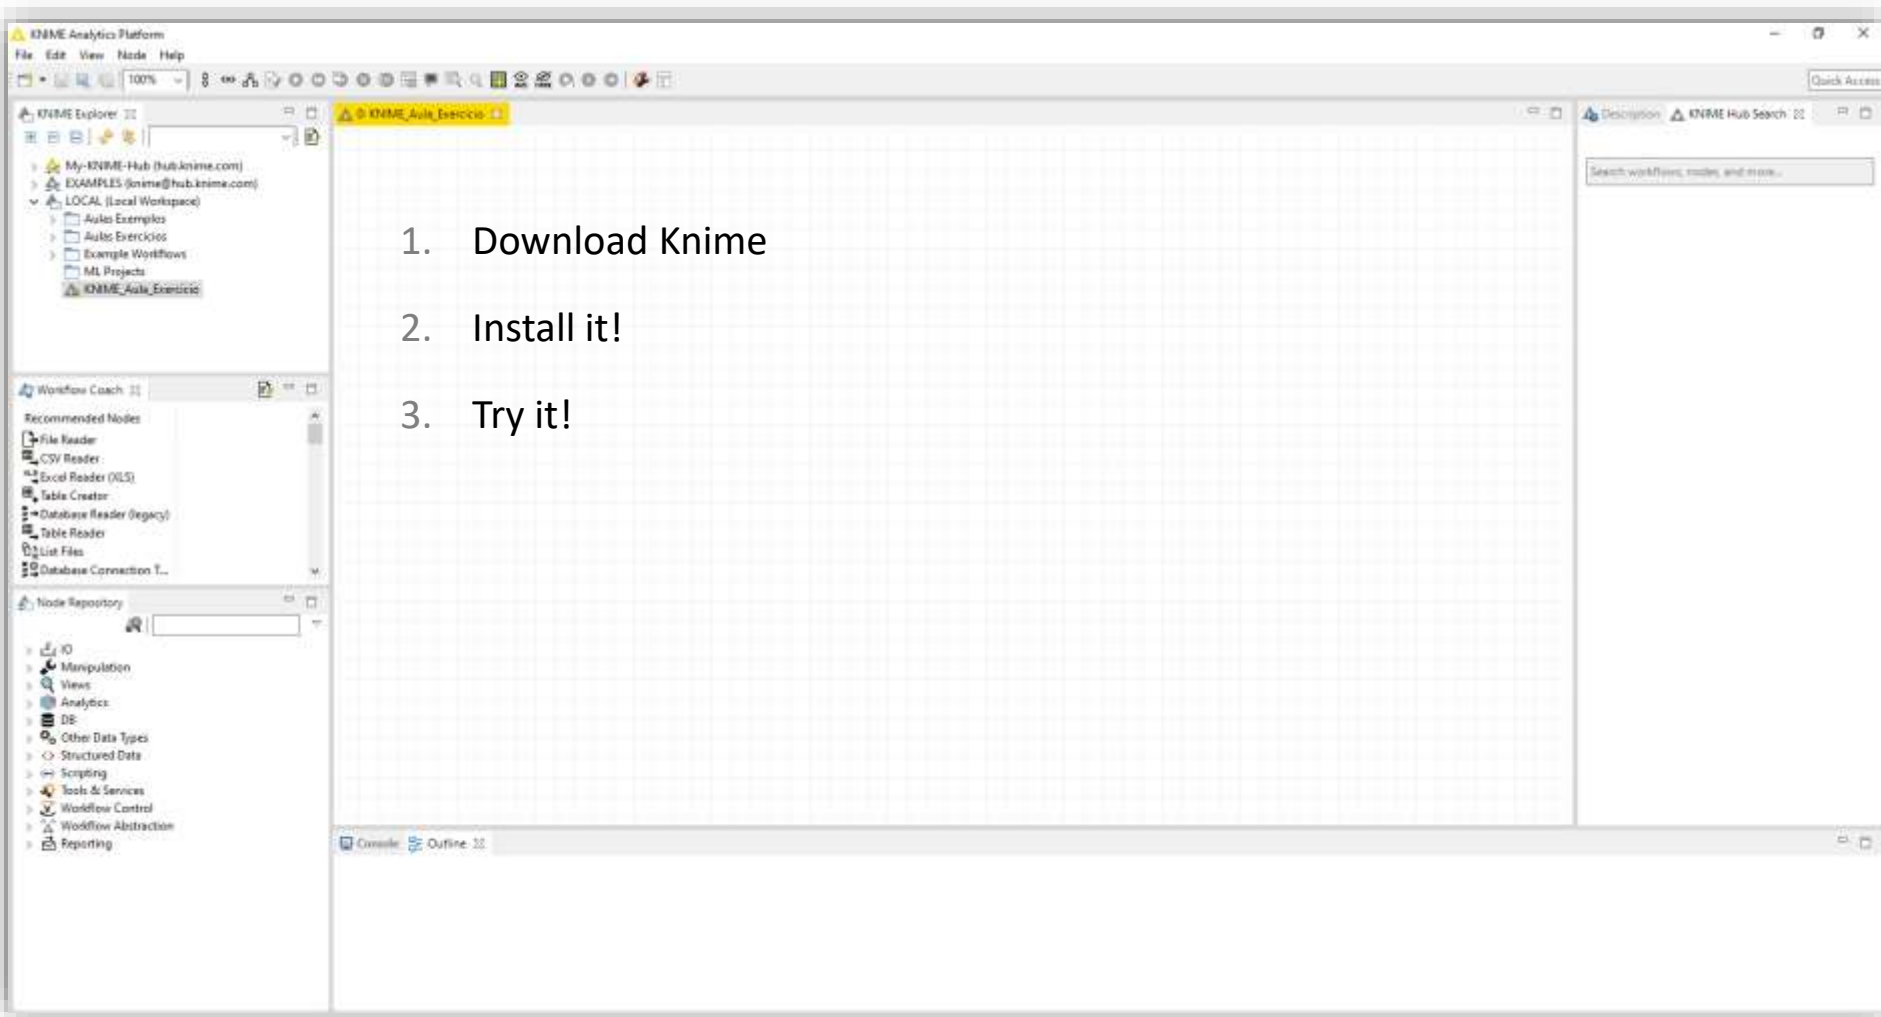 KNIME Analytics Platform
File Edit View Node Help
100%
Quick Access
KNIME Explorer
My-KNIME-Hub (hub.knime.com)
EXAMPLES (knime@hub.knime.com)
LOCAL (Local Workspace)
Aulas Exemplos
Aulas Exercicios
Example Workflows
ML Projects
KNIME_Aula_Exercicio
Workflow Coach
Recommended Nodes
File Reader
CSV Reader
Excel Reader (XLS)
Table Creator
Database Reader (legacy)
Table Reader
List Files
Database Connection T...
Node Repository
IO
Manipulation
Views
Analytics
DB
Other Data Types
Structured Data
Scripting
Tools & Services
Workflow Control
Workflow Abstraction
Reporting
0: KNIME_Aula_Exercicio
1. Download Knime
2. Install it!
3. Try it!
Console Outline
Description KNIME Hub Search
Search workflows, nodes, and more...